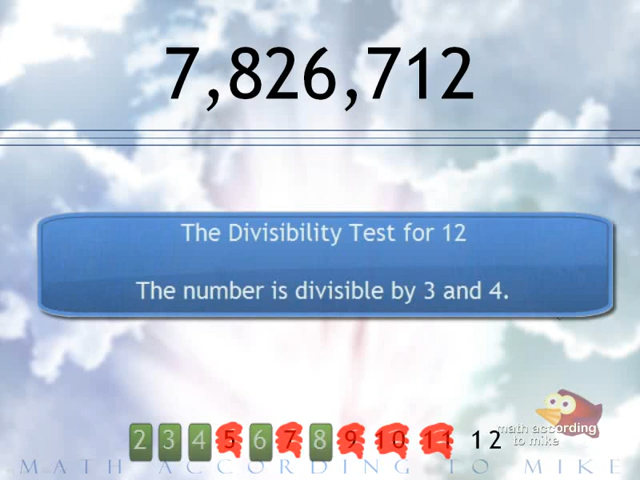 7,826,712
The Divisibility Test for 12
The number is divisible by 3 and 4.
2 3 4 5 6 7 8 9 10 11 12
math according
to mike
MATH ACCORDING TO MIKE